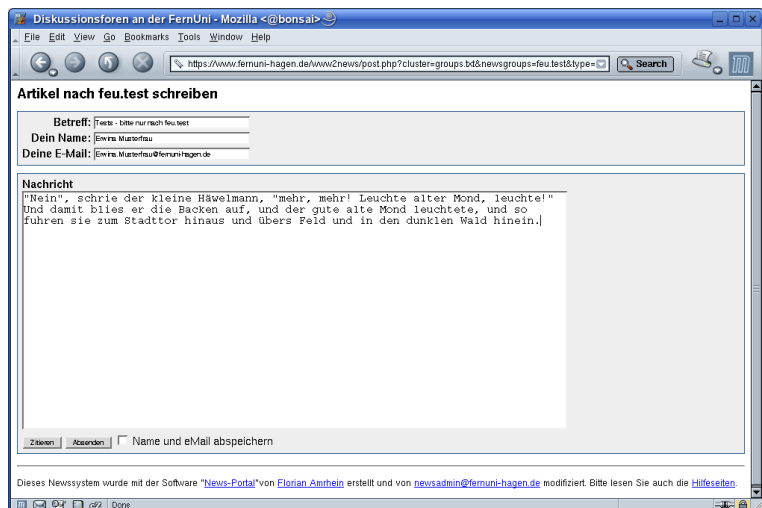 Diskussionsforen an der FernUni - Mozilla <@bonsai>
File Edit View Go Bookmarks Tools Window Help
https://www.fernuni-hagen.de/www2news/post.php?cluster=groups.txt&newsgroups=feu.test&type= Search
Artikel nach feu.test schreiben
Betreff: Tests - bitte nur nach feu.test
Dein Name: Erwina Musterfrau
Deine E-Mail: Erwina.Musterfrau@fernuni-hagen.de
Nachricht
"Nein", schrie der kleine Häwelmann, "mehr, mehr! Leuchte alter Mond, leuchte!"
Und damit blies er die Backen auf, und der gute alte Mond leuchtete, und so
fuhren sie zum Stadttor hinaus und übers Feld und in den dunklen Wald hinein.
Zitieren Absenden Name und eMail abspeichern
Dieses Newssystem wurde mit der Software "News-Portal"von Florian Amrhein erstellt und von newsadmin@fernuni-hagen.de modifiziert. Bitte lesen Sie auch die Hilfeseiten.
Done